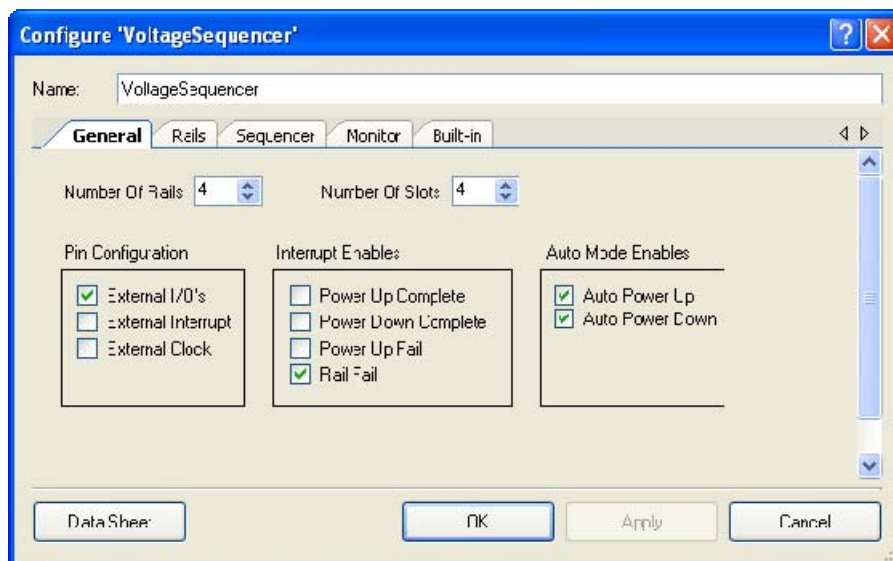 Configure 'VoltageSequencer'
Name: VoltageSequencer
General Rails Sequencer Monitor Built-in
Number Of Rails 4 Number Of Slots 4
Pin Configuration Interrupt Enables Auto Mode Enables
External I/O's Power Up Complete Auto Power Up
External Interrupt Power Down Complete Auto Power Down
External Clock Power Up Fail
Rail Fail
Data Sheet OK Apply Cancel